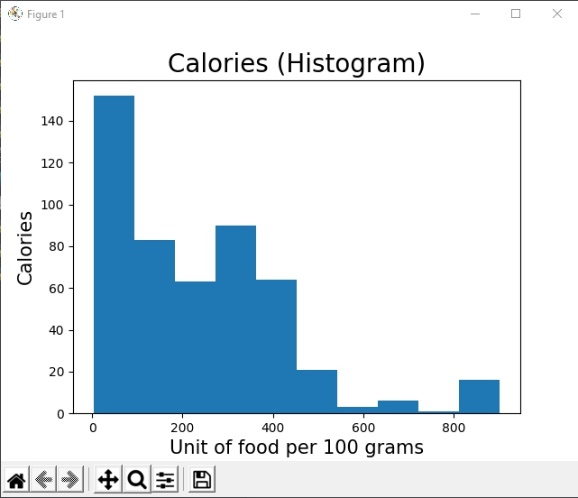 Figure 1
Calories (Histogram)
Calories
140
120
100
80
60
40
20
0
0 200 400 600 800
Unit of food per 100 grams